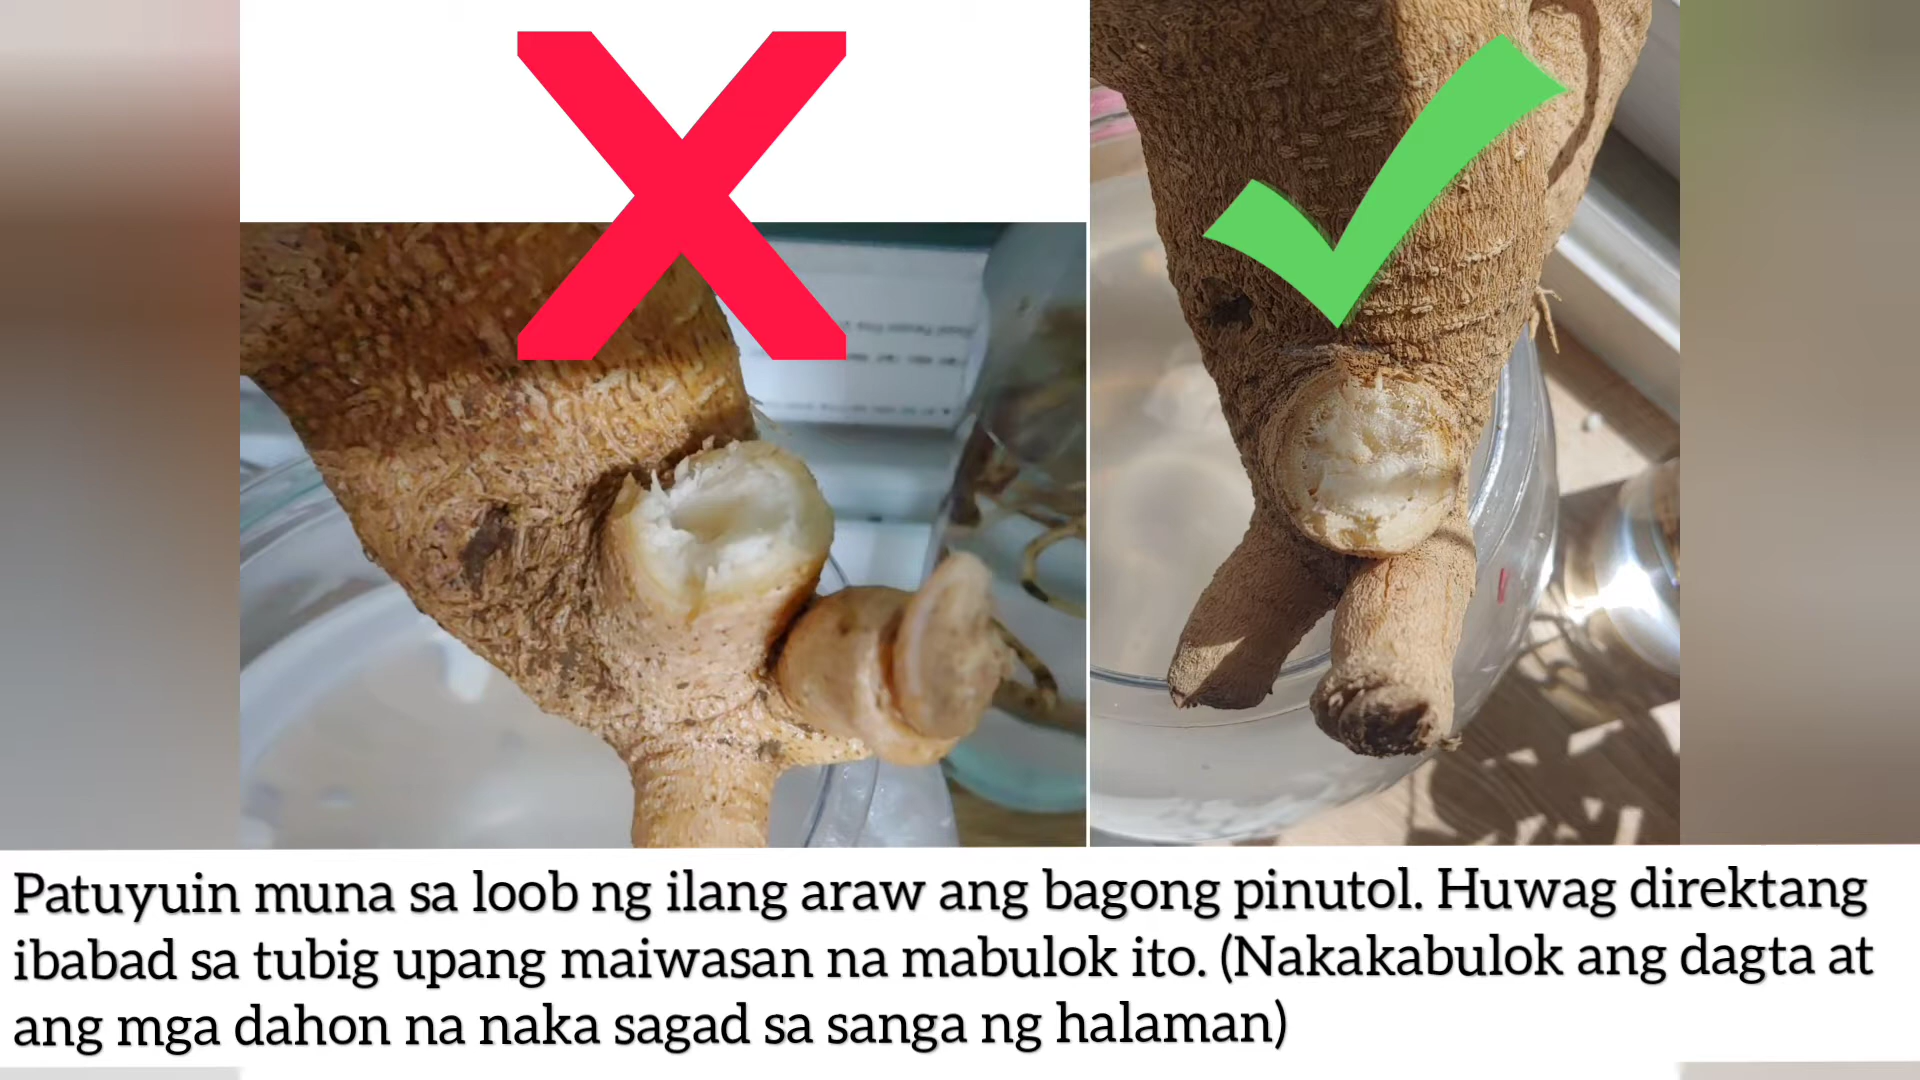 Patuyuin muna sa loob ng ilang araw ang bagong pinutol. Huwag direktang
ibabad sa tubig upang maiwasan na mabulok ito. (Nakakabulok ang dagta at
ang mga dahon na naka sagad sa sanga ng halaman)